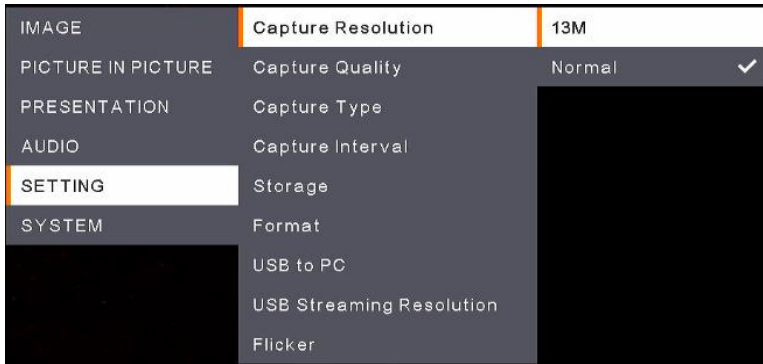 IMAGE
PICTURE IN PICTURE
PRESENTATION
AUDIO
SETTING
SYSTEM
Capture Resolution
Capture Quality
Capture Type
Capture Interval
Storage
Format
USB to PC
USB Streaming Resolution
Flicker
13M
Normal